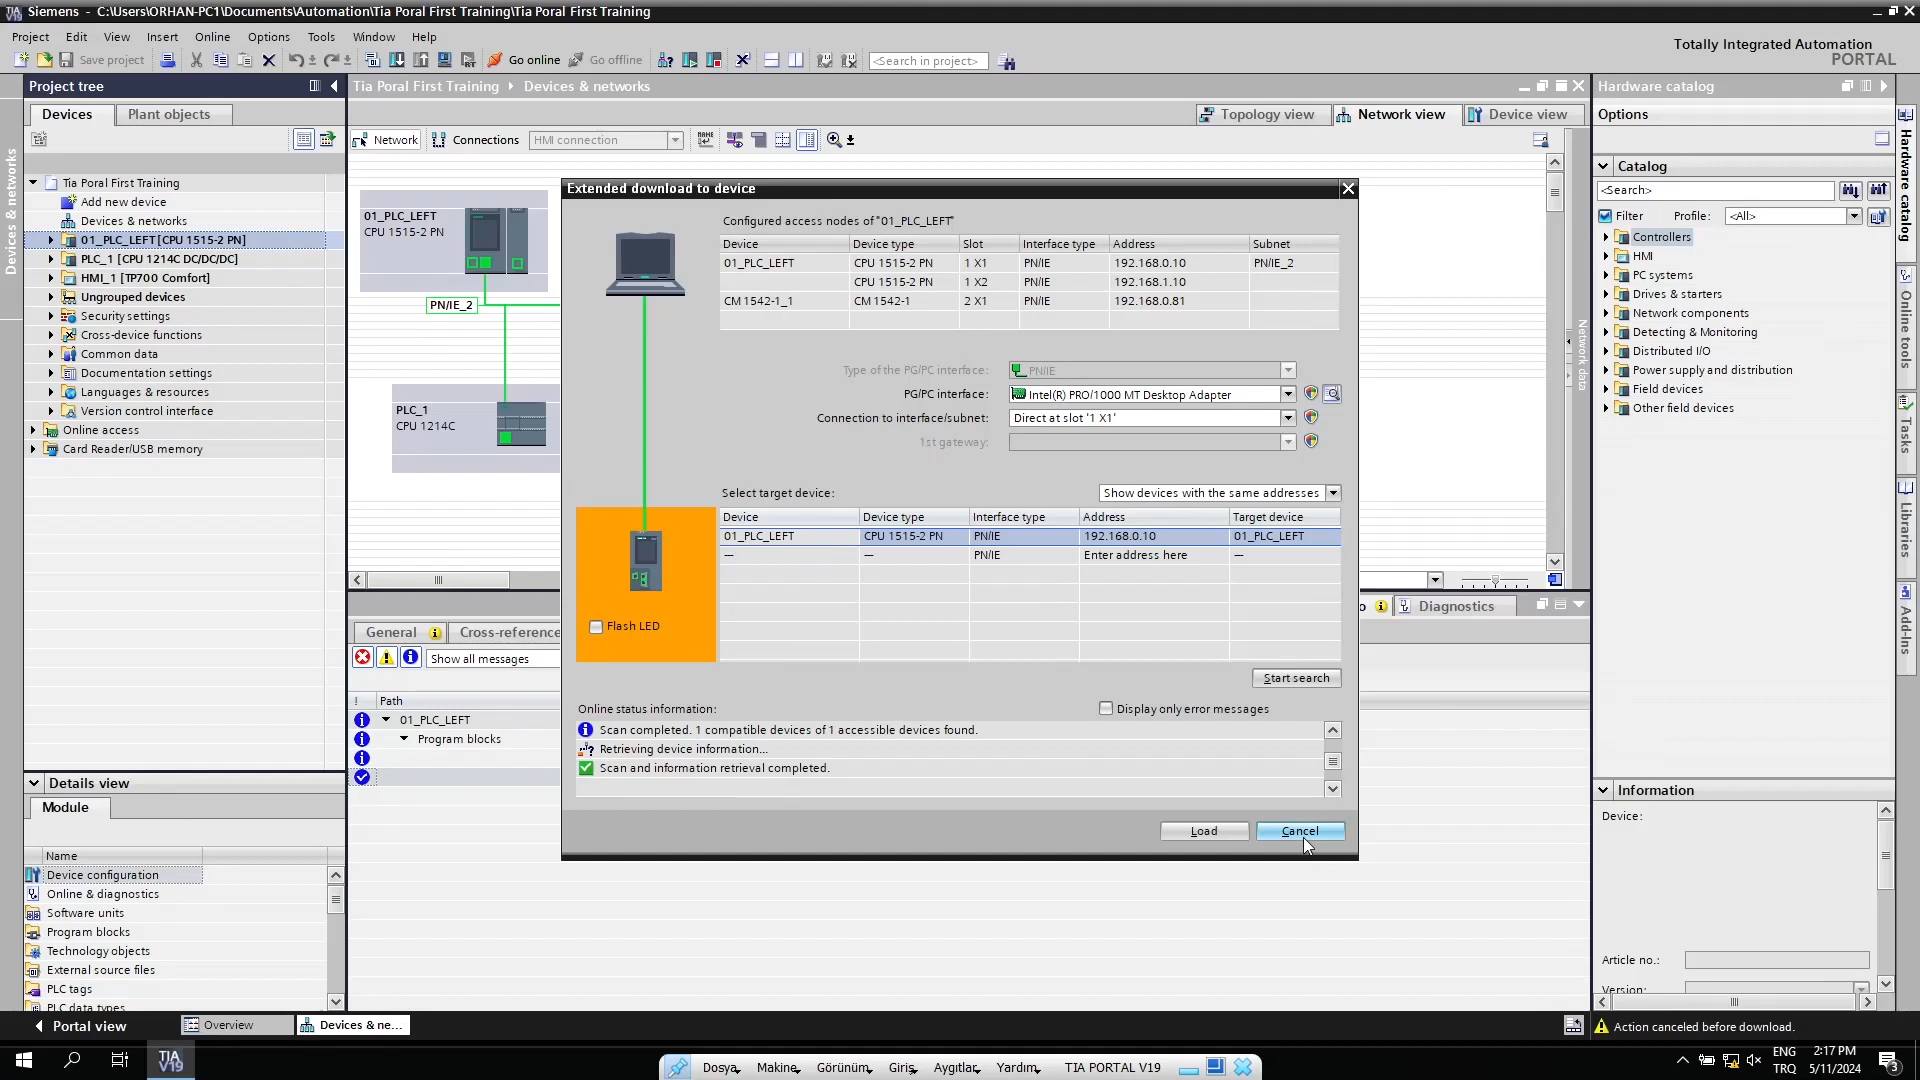 Siemens - C:\Users\ORHAN-PC1\Documents\Automation\Tia Poral First Training\Tia Poral First Training
Project Edit View Insert Online Options Tools Window Help
Totally Integrated Automation
PORTAL
Save project Go online Go offline <Search in project>
Project tree
Tia Poral First Training › Devices & networks
Hardware catalog
Devices Plant objects
Topology view Network view Device view
Options
Network Connections HMI connection
Devices & networks
Tia Poral First Training
Add new device
Devices & networks
01_PLC_LEFT [CPU 1515-2 PN]
PLC_1 [CPU 1214C DC/DC/DC]
HMI_1 [TP700 Comfort]
Ungrouped devices
Security settings
Cross-device functions
Common data
Documentation settings
Languages & resources
Version control interface
Online access
Card Reader/USB memory
01_PLC_LEFT
CPU 1515-2 PN
PN/IE_2
PLC_1
CPU 1214C
Extended download to device
Configured access nodes of "01_PLC_LEFT"
Device Device type Slot Interface type Address Subnet
01_PLC_LEFT CPU 1515-2 PN 1 X1 PN/IE 192.168.0.10 PN/IE_2
CPU 1515-2 PN 1 X2 PN/IE 192.168.1.10
CM 1542-1_1 CM 1542-1 2 X1 PN/IE 192.168.0.81
Type of the PG/PC interface: PN/IE
PG/PC interface: Intel(R) PRO/1000 MT Desktop Adapter
Connection to interface/subnet: Direct at slot '1 X1'
1st gateway:
Select target device: Show devices with the same addresses
Device Device type Interface type Address Target device
01_PLC_LEFT CPU 1515-2 PN PN/IE 192.168.0.10 01_PLC_LEFT
— — PN/IE Enter address here —
Flash LED
Start search
Online status information: Display only error messages
Scan completed. 1 compatible devices of 1 accessible devices found.
Retrieving device information...
Scan and information retrieval completed.
Load Cancel
Network data
Diagnostics
General Cross-reference
Show all messages
! Path
01_PLC_LEFT
Program blocks
Details view
Module
Name
Device configuration
Online & diagnostics
Software units
Program blocks
Technology objects
External source files
PLC tags
PLC data types
Catalog
<Search>
Filter Profile: <All>
Controllers
HMI
PC systems
Drives & starters
Network components
Detecting & Monitoring
Distributed I/O
Power supply and distribution
Field devices
Other field devices
Information
Device:
Article no.:
Version:
Hardware catalog
Online tools
Tasks
Libraries
Add-Ins
Portal view Overview Devices & ne...
Action canceled before download.
TIA
V19
Dosya Makine Görünüm Giriş Aygıtlar Yardım TIA PORTAL V19
ENG
TRQ
2:17 PM
5/11/2024
3